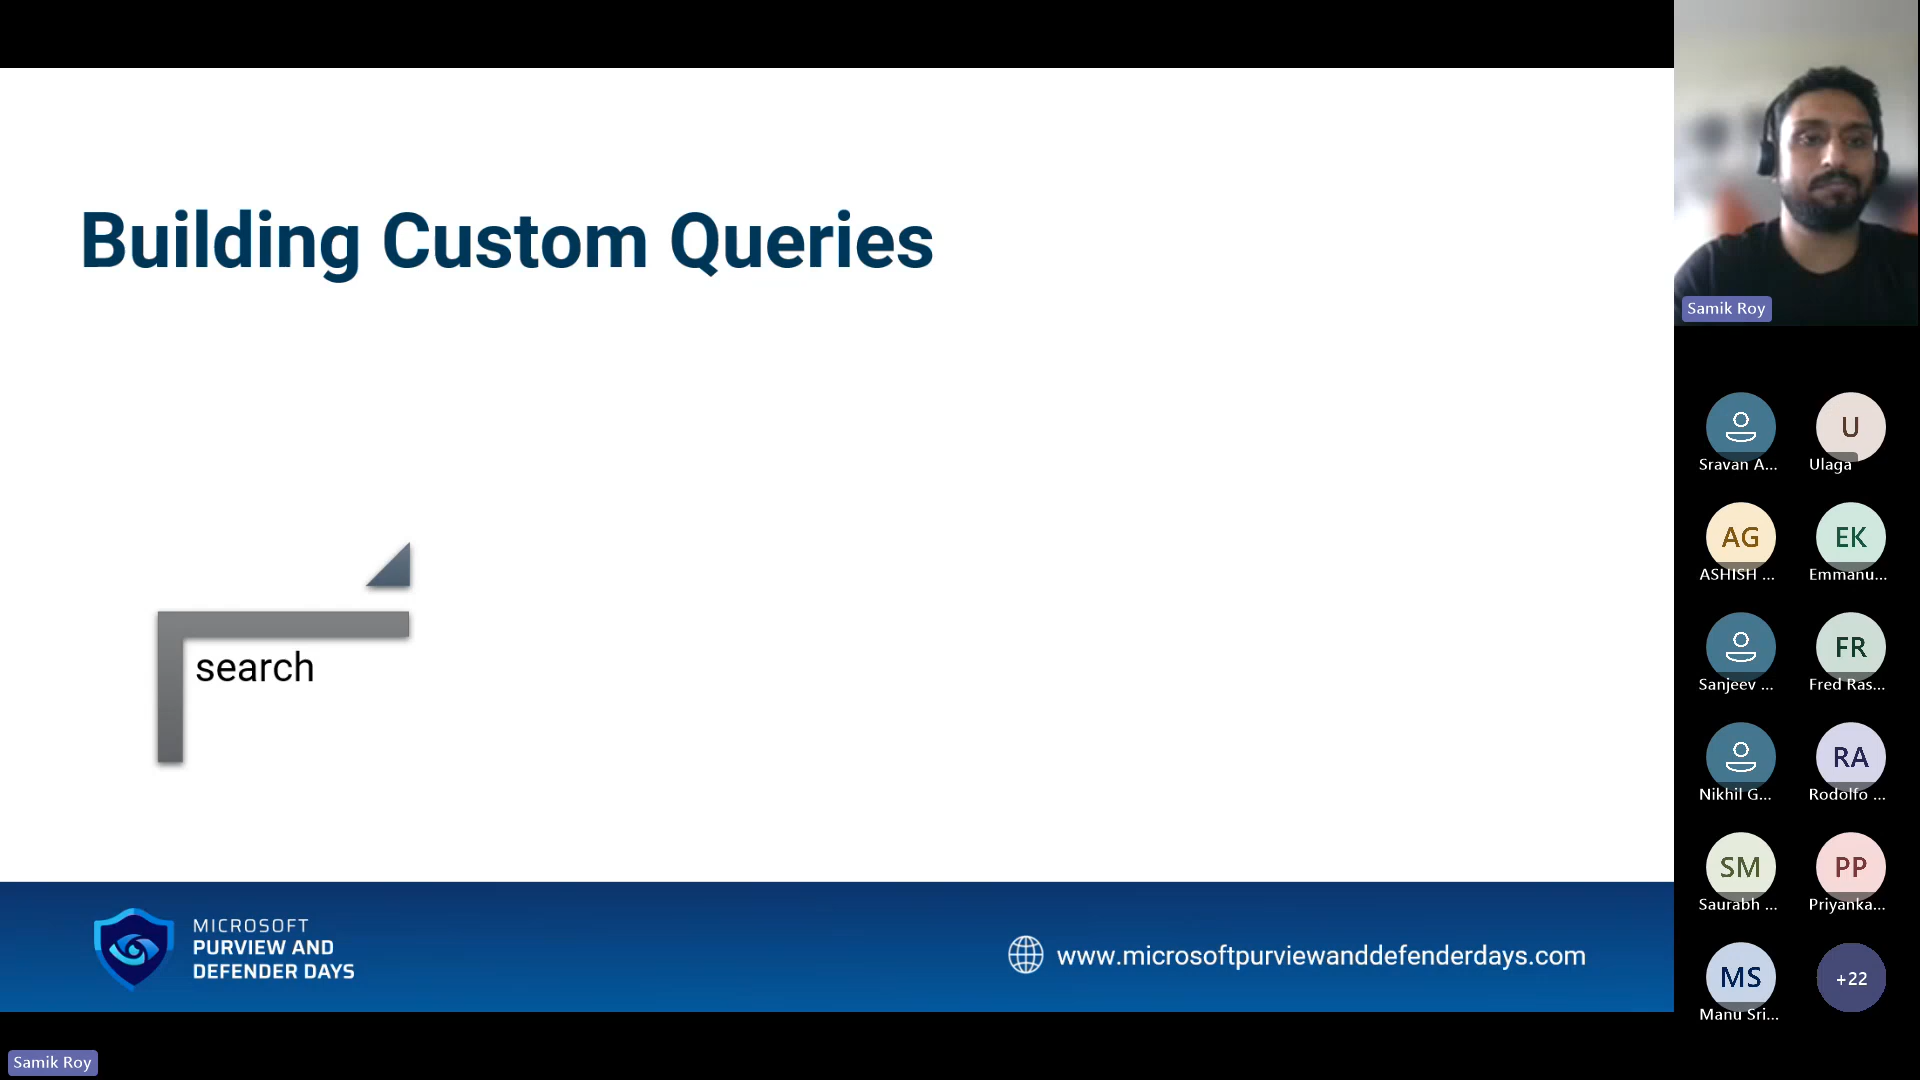 Building Custom Queries
search
MICROSOFT
PURVIEW AND
DEFENDER DAYS
www.microsoftpurviewanddefenderdays.com
Samik Roy
Samik Roy
Sravan A...
U
Ulaga
AG
ASHISH ...
EK
Emmanu...
Sanjeev ...
FR
Fred Ras...
Nikhil G...
RA
Rodolfo ...
SM
Saurabh ...
PP
Priyanka...
MS
Manu Sri...
+22